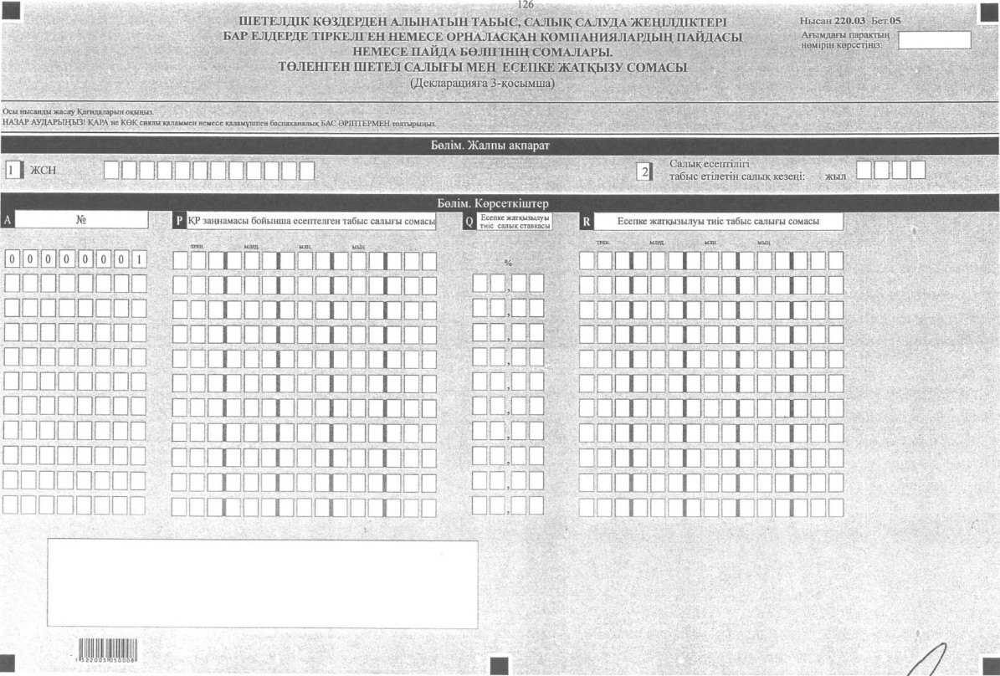 126
ШЕТЕЛДІК КӨЗДЕРДЕН АЛЫНАТЫН ТАБЫС, САЛЫҚ САЛУДА ЖЕҢІЛДІКТЕРІ
БАР ЕЛДЕРДЕ ТІРКЕЛГЕН НЕМЕСЕ ОРНАЛАСҚАН КОМПАНИЯЛАРДЫҢ ПАЙДАСЫ
НЕМЕСЕ ПАЙДА БӨЛІГІНІҢ СОМАЛАРЫ.
ТӨЛЕНГЕН ШЕТЕЛ САЛЫҒЫ МЕН ЕСЕПКЕ ЖАТҚЫЗУ СОМАСЫ
(Декларацияға 3-қосымша)
Нысан 220.03 Бет.05
Ағымдағы парақтың
нөмірін көрсетіңіз:
Осы нысанды жасау Қағидаларын оқыңыз.
НАЗАР АУДАРЫҢЫЗ! ҚАРА не КӨК сиялы қаламмен немесе қаламұшпен баспаханалық БАС ӘРІПТЕРМЕН толтырыңыз.
Бөлім. Жалпы ақпарат
1 ЖСН
2 Салық есептілігі
табыс етілетін салық кезеңі: жыл
Бөлім. Көрсеткіштер
A №
P ҚР заңнамасы бойынша есептелген табыс салығы сомасы
Q Есепке жатқызылуы
тиіс салық ставкасы
R Есепке жатқызылуы тиіс табыс салығы сомасы
трлн. млрд. млн. мың
трлн. млрд. млн. мың
0 0 0 0 0 0 0 1
%
, 
,
,
,
,
,
,
,
,
,
1522003050008